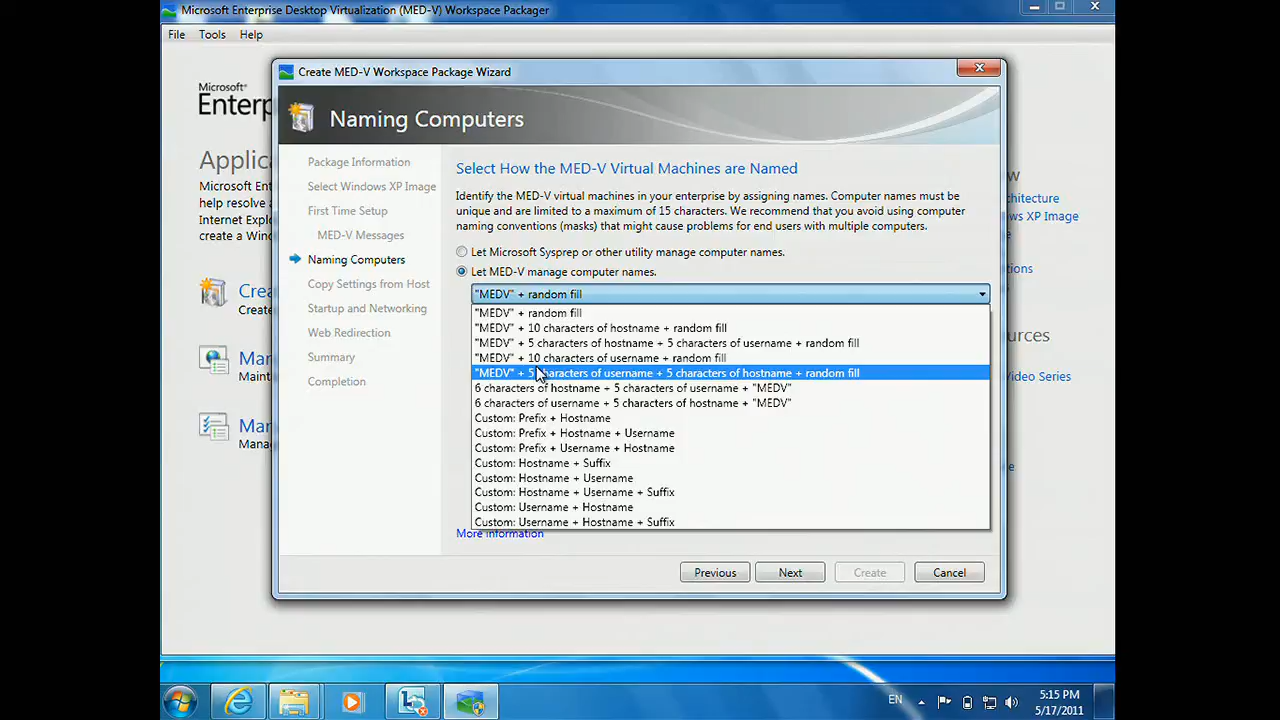 Microsoft Enterprise Desktop Virtualization (MED-V) Workspace Packager
File Tools Help
Microsoft®
Applic
Microsoft Ent
help resolve a
Internet Explo
create a Wind
Create
Man
Mainta
Man
Manag
Create MED-V Workspace Package Wizard
Naming Computers
Package Information
Select Windows XP Image
First Time Setup
MED-V Messages
Naming Computers
Copy Settings from Host
Startup and Networking
Web Redirection
Summary
Completion
Select How the MED-V Virtual Machines are Named
Identify the MED-V virtual machines in your enterprise by assigning names. Computer names must be
unique and are limited to a maximum of 15 characters. We recommend that you avoid using computer
naming conventions (masks) that might cause problems for end users with multiple computers.
Let Microsoft Sysprep or other utility manage computer names.
Let MED-V manage computer names.
"MEDV" + random fill
"MEDV" + random fill
"MEDV" + 10 characters of hostname + random fill
"MEDV" + 5 characters of hostname + 5 characters of username + random fill
"MEDV" + 10 characters of username + random fill
"MEDV" + 5 characters of username + 5 characters of hostname + random fill
6 characters of hostname + 5 characters of username + "MEDV"
6 characters of username + 5 characters of hostname + "MEDV"
Custom: Prefix + Hostname
Custom: Prefix + Hostname + Username
Custom: Prefix + Username + Hostname
Custom: Hostname + Suffix
Custom: Hostname + Username
Custom: Hostname + Username + Suffix
Custom: Username + Hostname
Custom: Username + Hostname + Suffix
More information
Previous
Next
Create
Cancel
w
rchitecture
ws XP Image
e
tions
ources
Video Series
e
EN
5:15 PM
5/17/2011